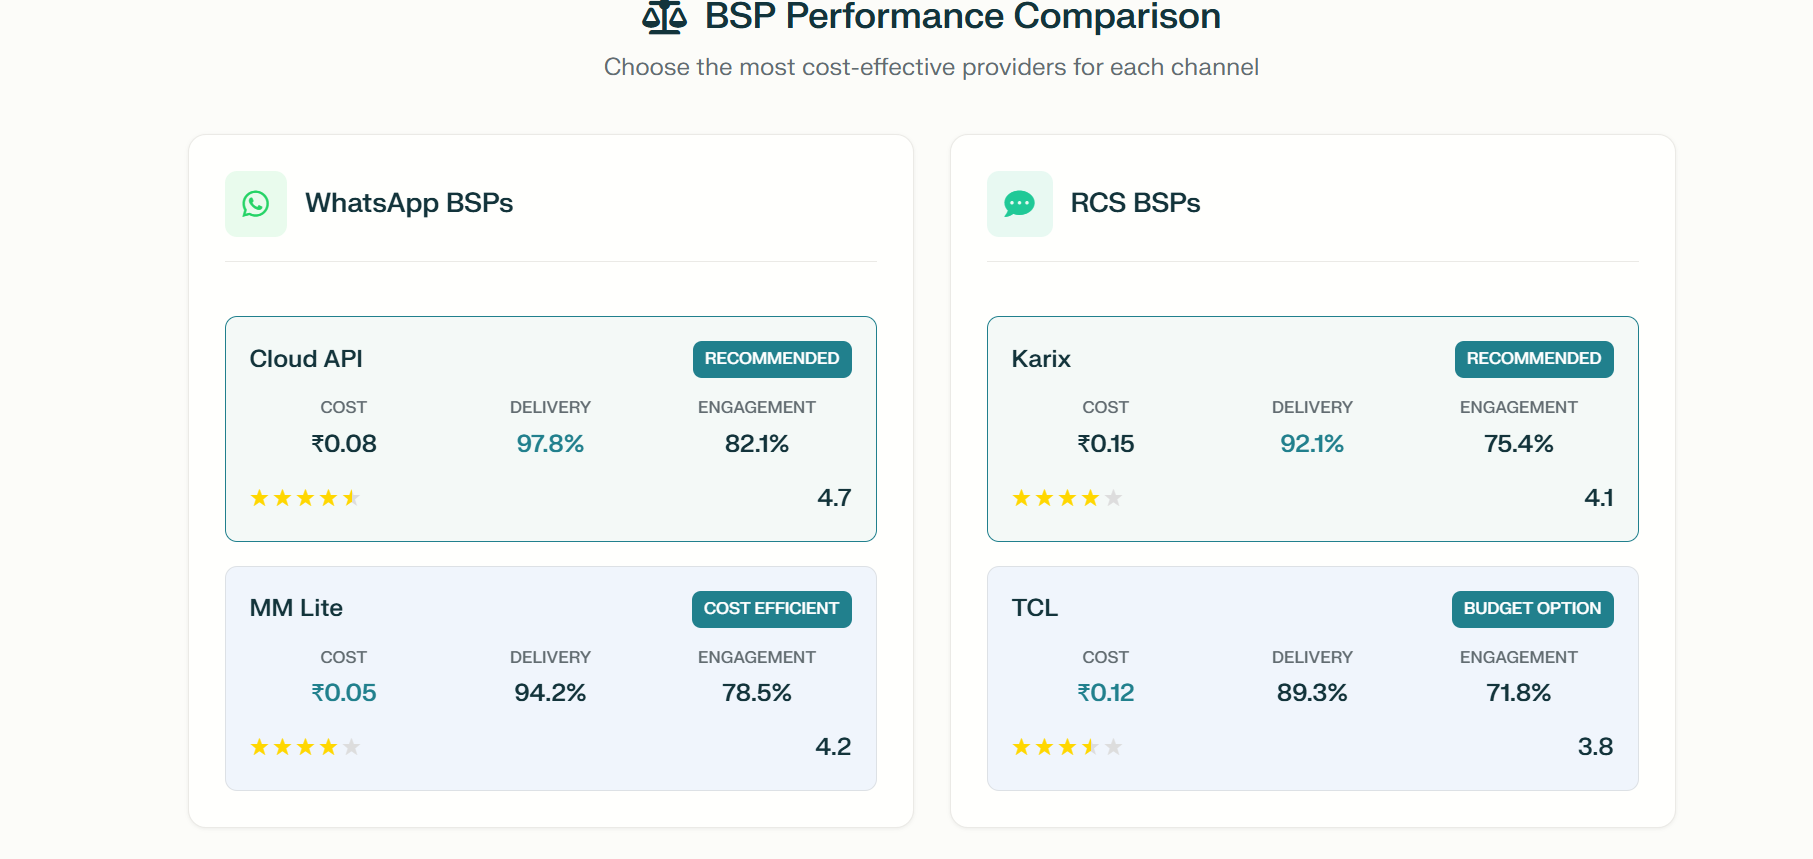 BSP Performance Comparison
Choose the most cost-effective providers for each channel
WhatsApp BSPs
Cloud API RECOMMENDED
COST DELIVERY ENGAGEMENT
₹0.08 97.8% 82.1%
4.7
MM Lite COST EFFICIENT
COST DELIVERY ENGAGEMENT
₹0.05 94.2% 78.5%
4.2
RCS BSPs
Karix RECOMMENDED
COST DELIVERY ENGAGEMENT
₹0.15 92.1% 75.4%
4.1
TCL BUDGET OPTION
COST DELIVERY ENGAGEMENT
₹0.12 89.3% 71.8%
3.8